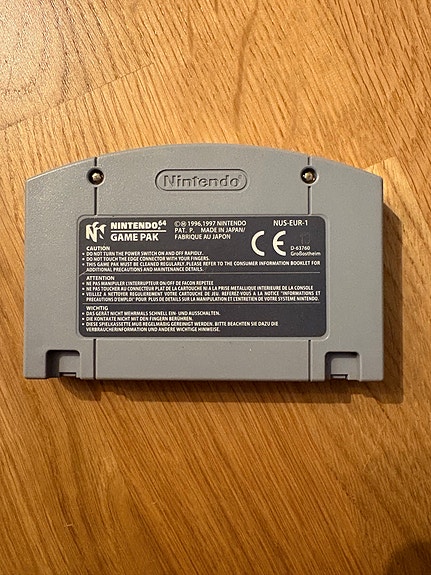 Nintendo
NINTENDO 64
GAME PAK
©℗ 1996,1997 NINTENDO
PAT. P. MADE IN JAPAN/
FABRIQUE AU JAPON
NUS-EUR-1
CE
D-63760
Großostheim
CAUTION
• DO NOT TURN THE POWER SWITCH ON AND OFF RAPIDLY.
• DO NOT TOUCH THE EDGE CONNECTOR WITH YOUR FINGERS.
• THIS GAME PAK MUST BE CLEANED REGULARLY. PLEASE REFER TO THE CONSUMER INFORMATION BOOKLET FOR
ADDITIONAL PRECAUTIONS AND MAINTENANCE DETAILS.
ATTENTION
• NE PAS MANIPULER L'INTERRUPTEUR ON/OFF DE FACON REPETEE
• NE PAS TOUCHER AU CONNECTEUR PLAT DE LA CARTOUCHE NI A LA PRISE METALLIQUE INTERIEURE DE LA CONSOLE
• VEILLEZ A NETTOYER REGULIEREMENT VOTRE CARTOUCHE DE JEU. REFEREZ-VOUS A LA NOTICE "INFORMATIONS ET
PRECAUTIONS D'EMPLOI" POUR PLUS DE DETAILS SUR LA MANIPULATION ET L'ENTRETIEN DE VOTRE SYSTEME NINTENDO.
WICHTIG
• DAS GERÄT NICHT MEHRMALS SCHNELL EIN- UND AUSSCHALTEN.
• DIE KONTAKTE NICHT MIT DEN FINGERN BERÜHREN.
• DIESE SPIELKASSETTE MUß REGELMÄßIG GEREINIGT WERDEN. BITTE BEACHTEN SIE DAZU DIE
VERBRAUCHERINFORMATION UND ANDERE WICHTIGE HINWEISE.